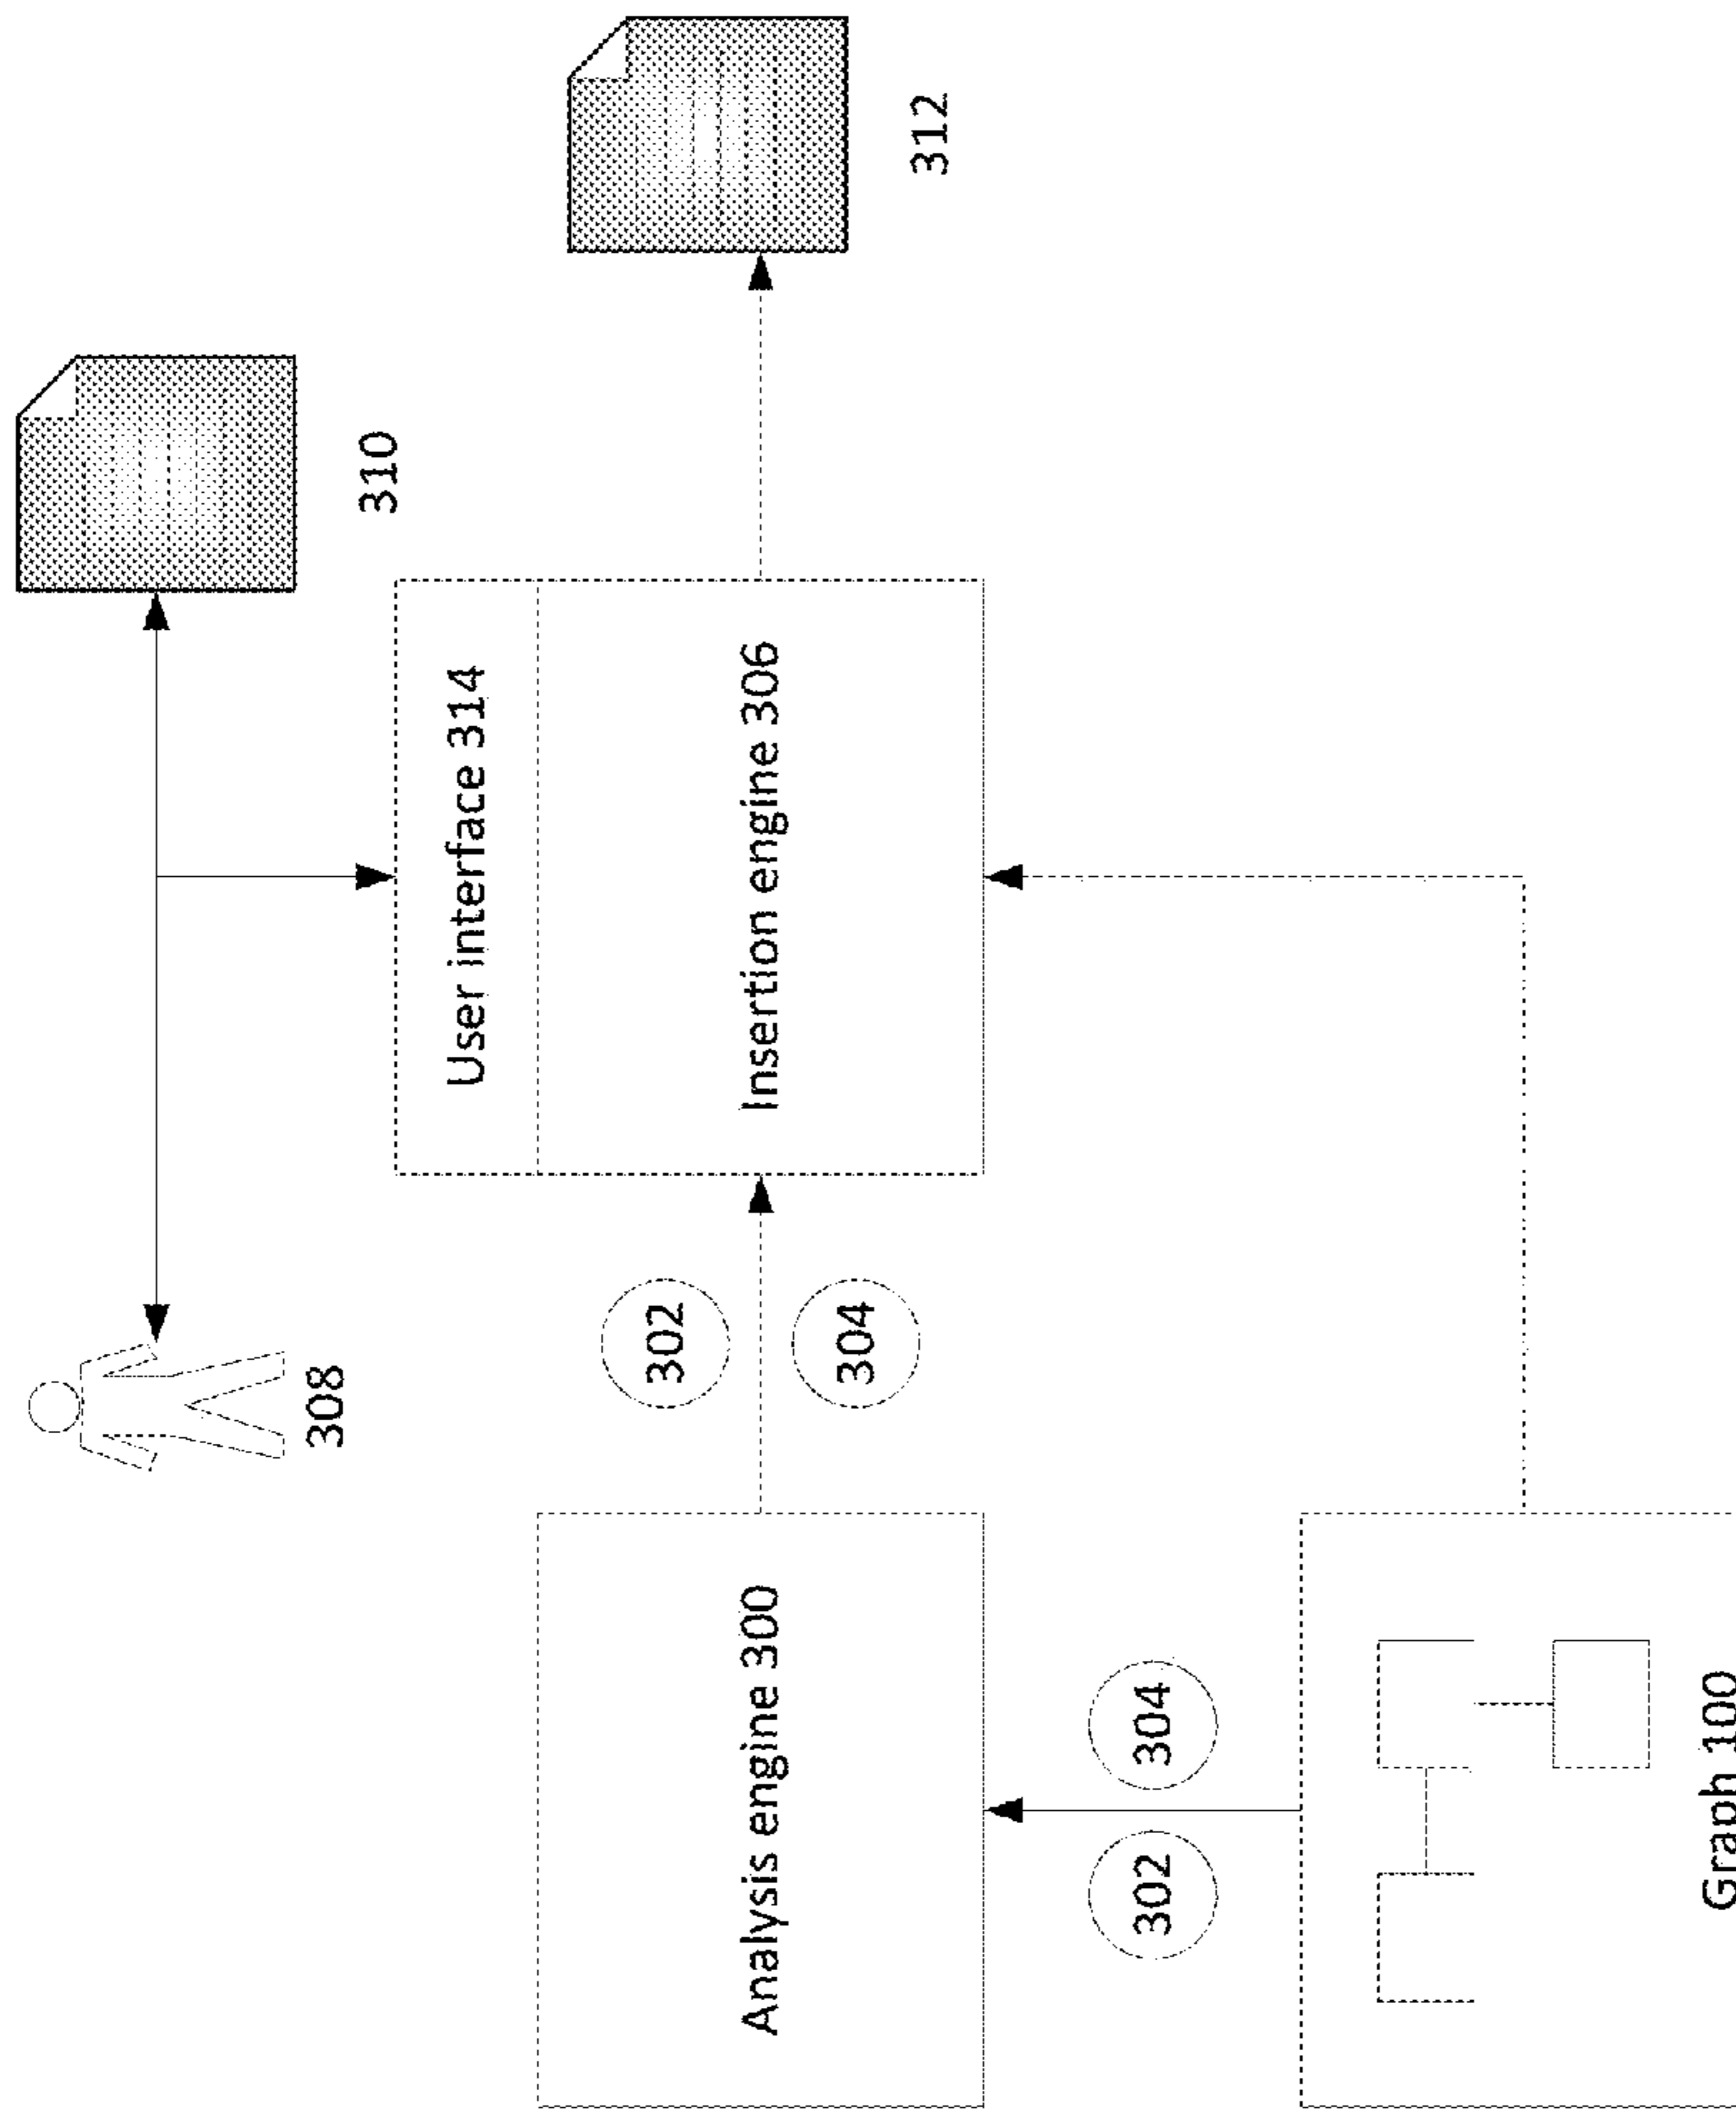 308
310
User interface 314
312
302
304
Analysis engine 300
Insertion engine 306
302
304
Graph 100